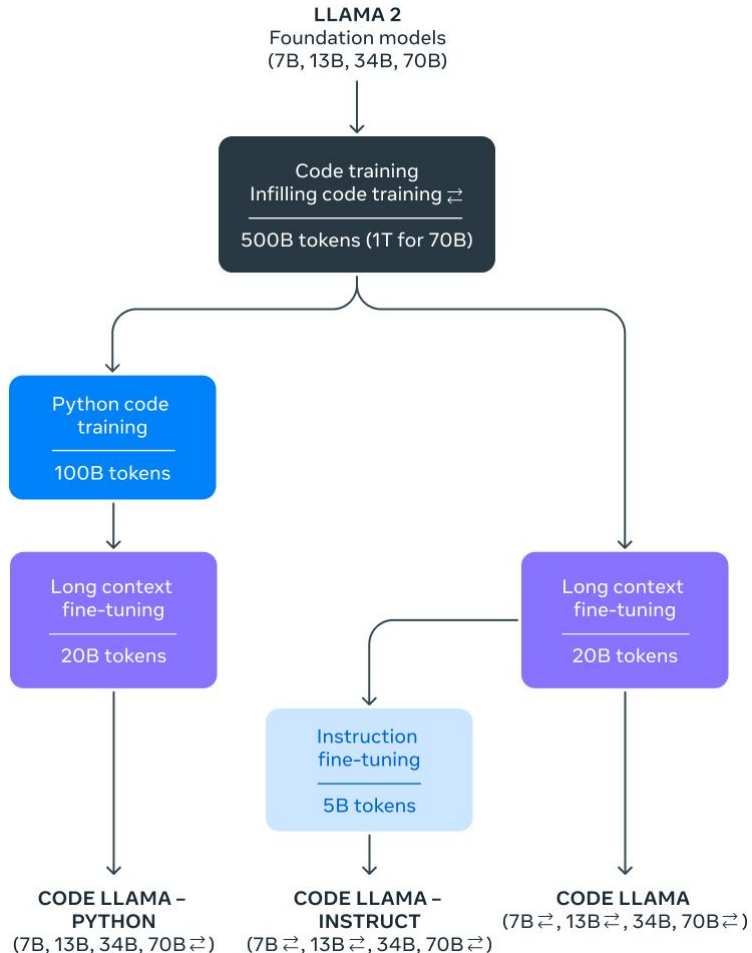 LLAMA 2
Foundation models
(7B, 13B, 34B, 70B)
Code training
Infilling code training ⇄
500B tokens (1T for 70B)
Python code
training
100B tokens
Long context
fine-tuning
20B tokens
Long context
fine-tuning
20B tokens
Instruction
fine-tuning
5B tokens
CODE LLAMA –
PYTHON
(7B, 13B, 34B, 70B⇄)
CODE LLAMA –
INSTRUCT
(7B⇄, 13B⇄, 34B, 70B⇄)
CODE LLAMA
(7B⇄, 13B⇄, 34B, 70B⇄)